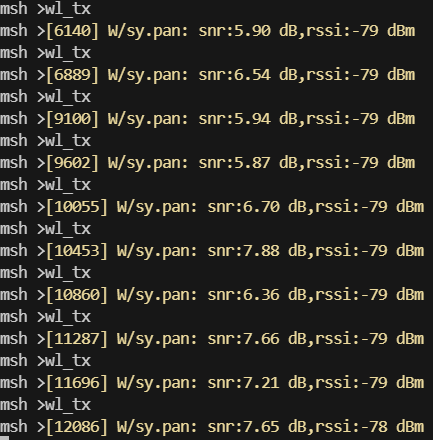 msh >wl_tx
msh >[6140] W/sy.pan: snr:5.90 dB,rssi:-79 dBm
msh >wl_tx
msh >[6889] W/sy.pan: snr:6.54 dB,rssi:-79 dBm
msh >wl_tx
msh >[9100] W/sy.pan: snr:5.94 dB,rssi:-79 dBm
msh >wl_tx
msh >[9602] W/sy.pan: snr:5.87 dB,rssi:-79 dBm
msh >wl_tx
msh >[10055] W/sy.pan: snr:6.70 dB,rssi:-79 dBm
msh >wl_tx
msh >[10453] W/sy.pan: snr:7.88 dB,rssi:-79 dBm
msh >wl_tx
msh >[10860] W/sy.pan: snr:6.36 dB,rssi:-79 dBm
msh >wl_tx
msh >[11287] W/sy.pan: snr:7.66 dB,rssi:-79 dBm
msh >wl_tx
msh >[11696] W/sy.pan: snr:7.21 dB,rssi:-79 dBm
msh >wl_tx
msh >[12086] W/sy.pan: snr:7.65 dB,rssi:-78 dBm